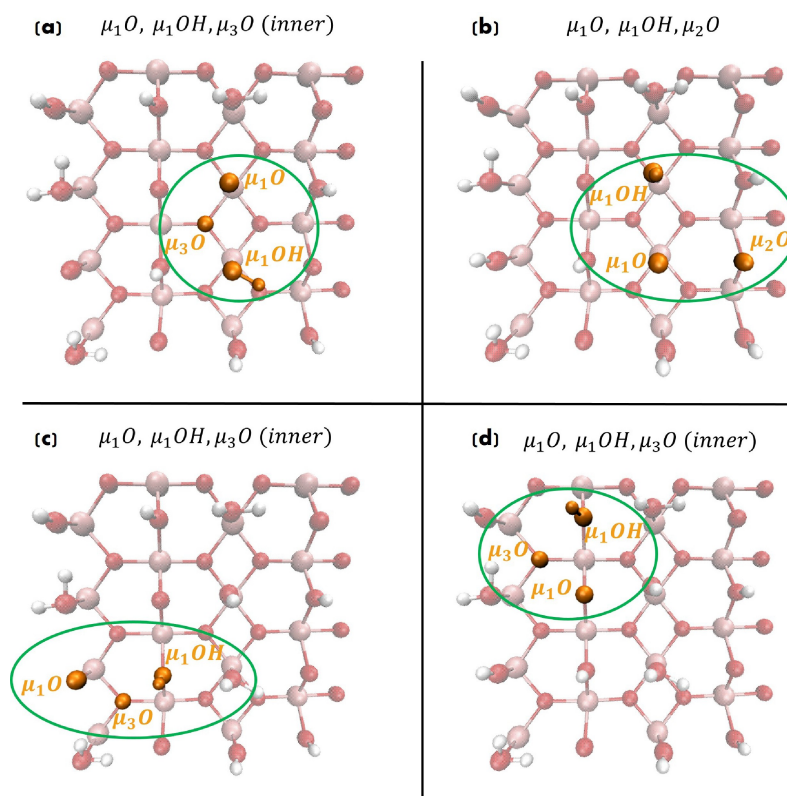 (a) μ₁O, μ₁OH, μ₃O (inner)
μ₁O
μ₃O
μ₁OH
(b) μ₁O, μ₁OH, μ₂O
μ₁OH
μ₁O
μ₂O
(c) μ₁O, μ₁OH, μ₃O (inner)
μ₁OH
μ₁O
μ₃O
(d) μ₁O, μ₁OH, μ₃O (inner)
μ₁OH
μ₃O
μ₁O